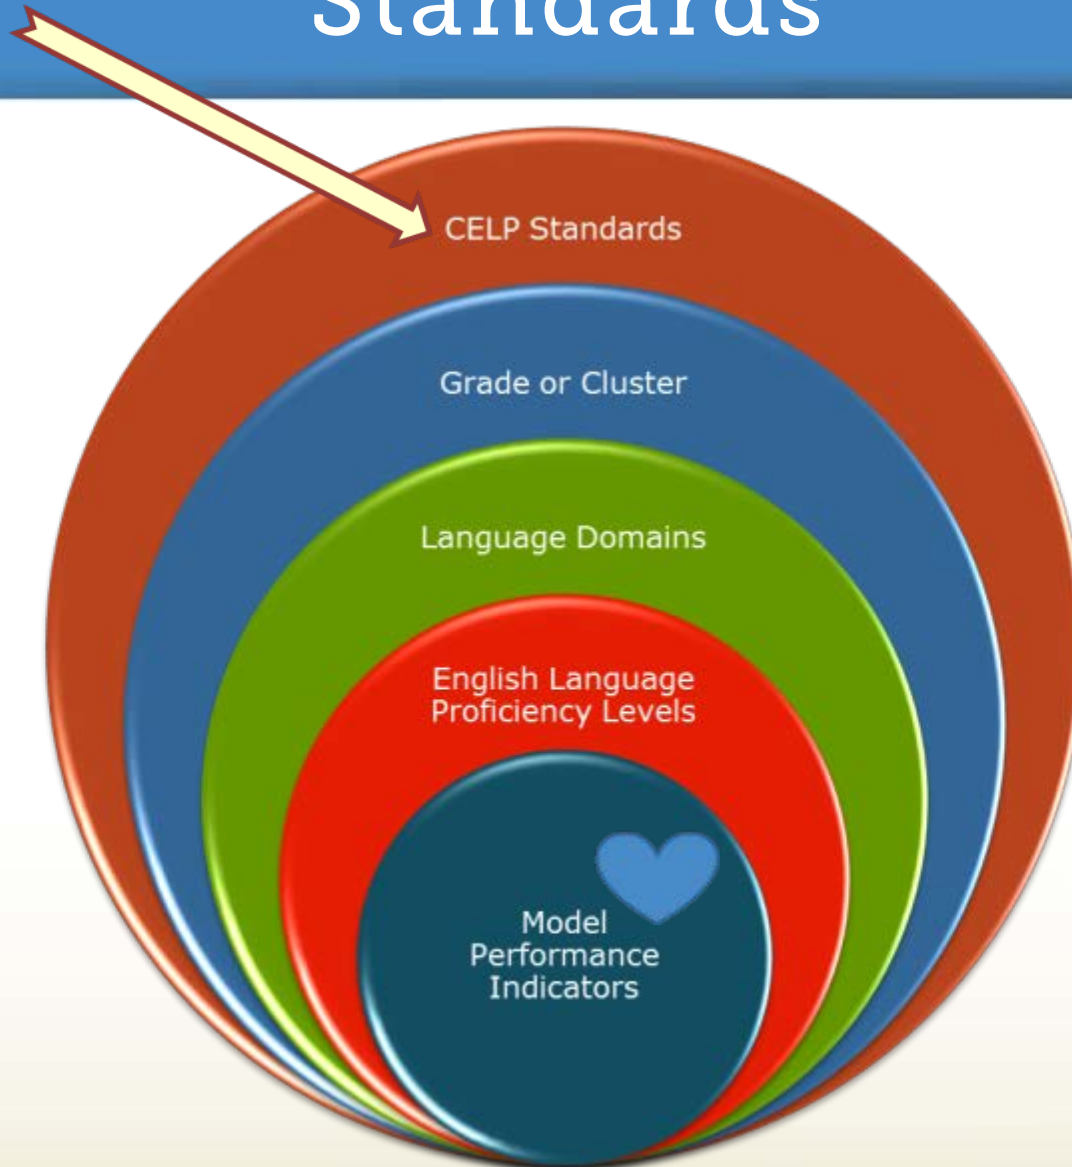 Standards
CELP Standards
Grade or Cluster
Language Domains
English Language
Proficiency Levels
Model
Performance
Indicators